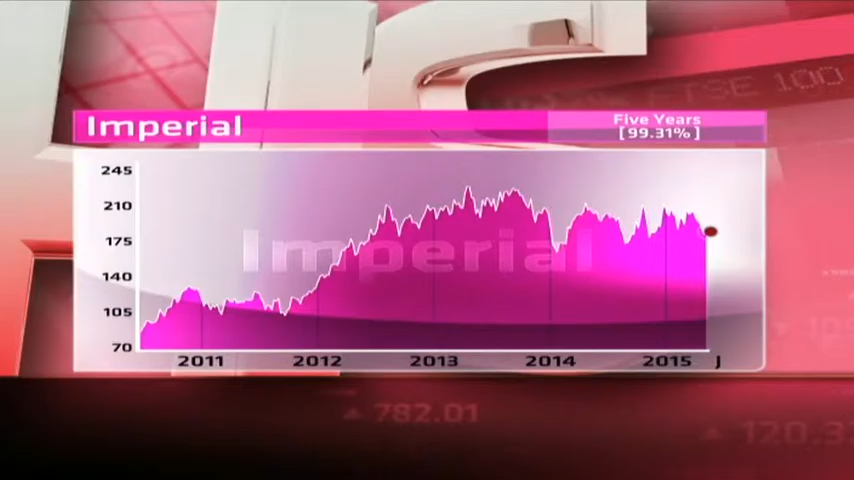 FTSE 100
Imperial
Five Years
[99.31%]
245
210
175
140
105
70
Imperial
2011 2012 2013 2014 2015 J
782.01